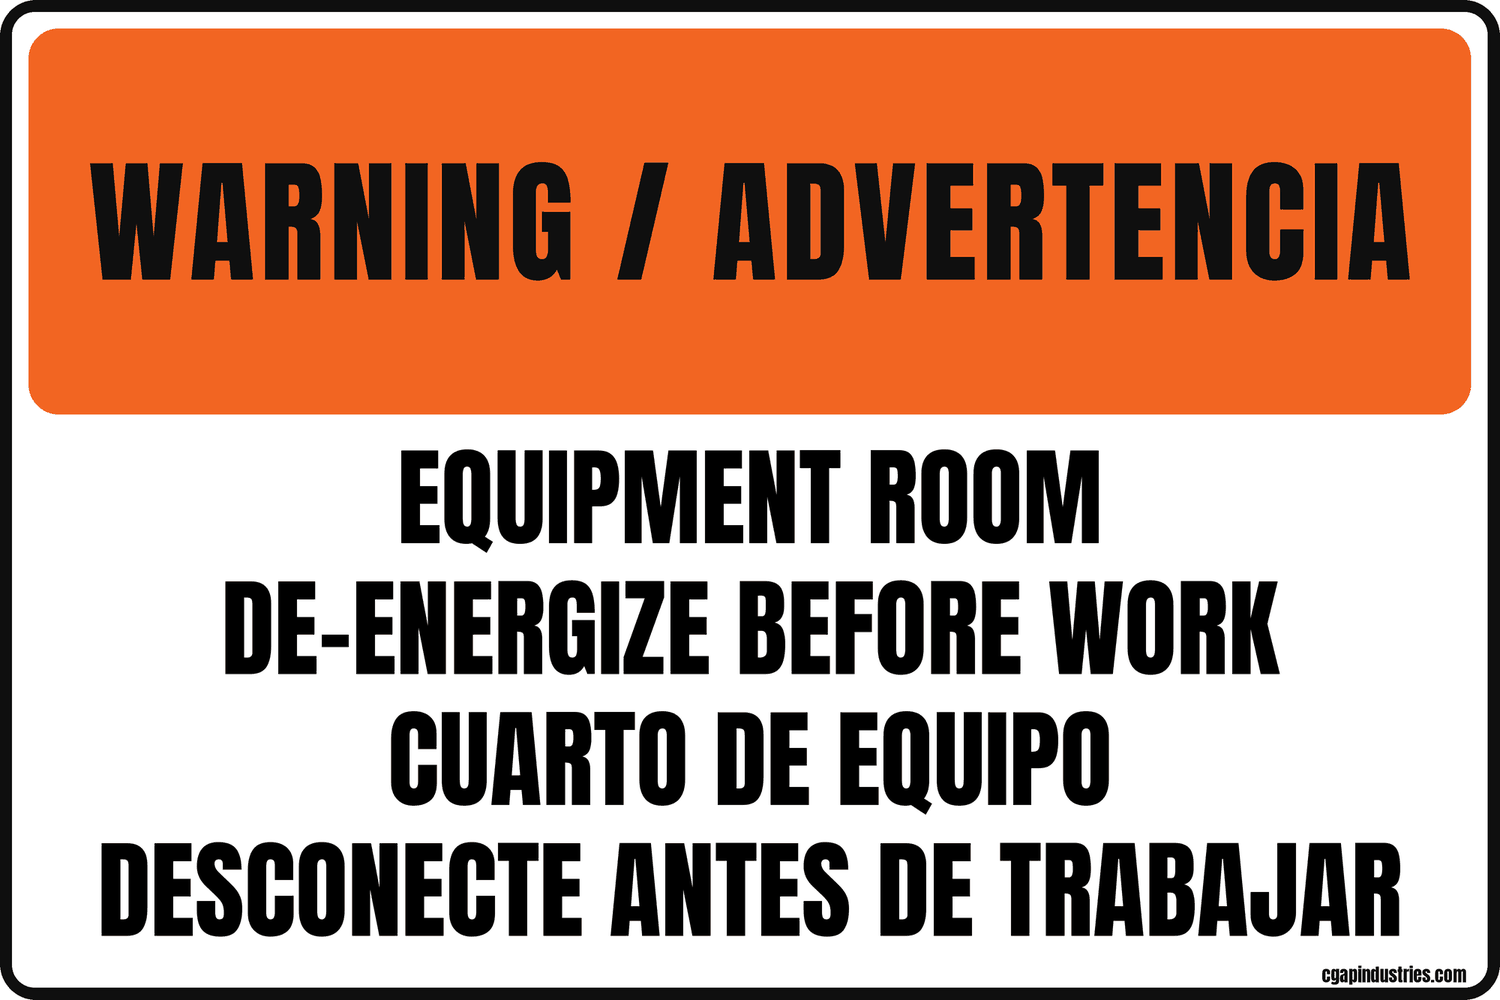 WARNING / ADVERTENCIA
EQUIPMENT ROOM
DE-ENERGIZE BEFORE WORK
CUARTO DE EQUIPO
DESCONECTE ANTES DE TRABAJAR
cgapindustries.com